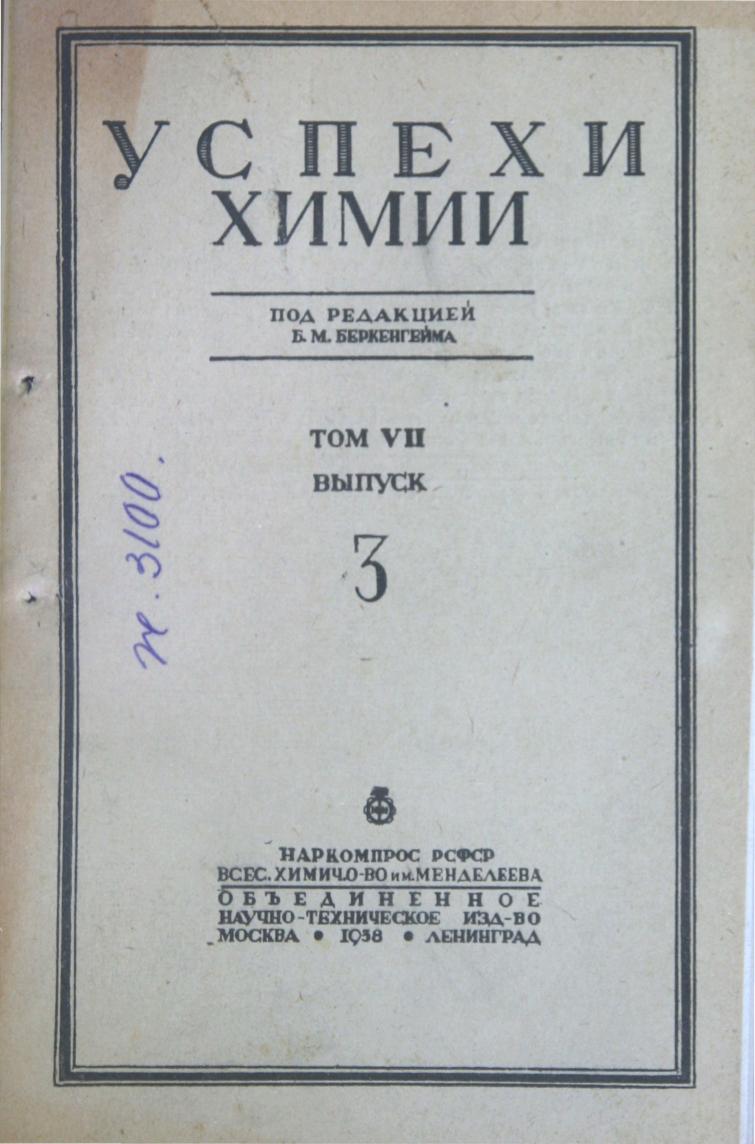 УСПЕХИ
ХИМИИ
ПОД РЕДАКЦИЕЙ
Б. М. БЕРКЕНГЕЙМА
ТОМ VII
ВЫПУСК
3
ж. 3100.
НАРКОМПРОС РСФСР
ВСЕС. ХИМИЧ. О-ВО им. МЕНДЕЛЕЕВА
ОБЪЕДИНЕННОЕ
НАУЧНО-ТЕХНИЧЕСКОЕ ИЗД-ВО
МОСКВА • 1938 • ЛЕНИНГРАД